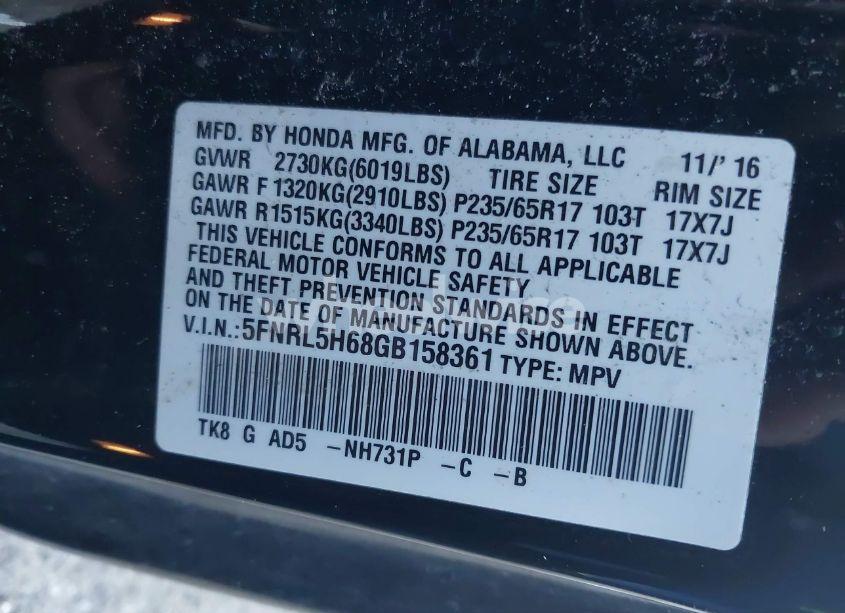 MFD. BY HONDA MFG. OF ALABAMA, LLC 11/' 16
GVWR 2730KG(6019LBS) TIRE SIZE RIM SIZE
GAWR F 1320KG(2910LBS) P235/65R17 103T 17X7J
GAWR R1515KG(3340LBS) P235/65R17 103T 17X7J
THIS VEHICLE CONFORMS TO ALL APPLICABLE
FEDERAL MOTOR VEHICLE SAFETY
AND THEFT PREVENTION STANDARDS IN EFFECT
ON THE DATE OF MANUFACTURE SHOWN ABOVE.
V.I.N.:5FNRL5H68GB158361 TYPE: MPV
TK8 G AD5 -NH731P -C -B